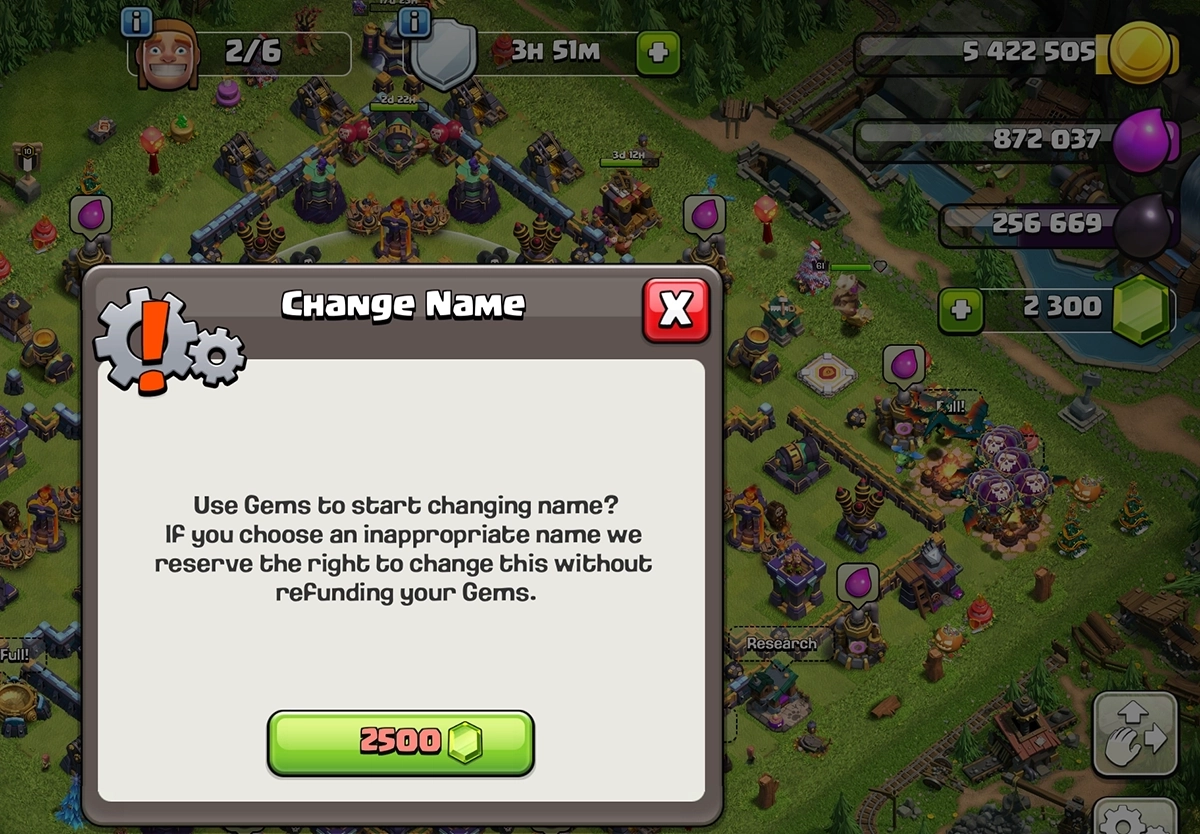 2/6
3h 51m
5 422 505
2d 22h
10
872 037
3d 12H
256 669
61
2 300
Change Name
X
Full!
Use Gems to start changing name?
If you choose an inappropriate name we
reserve the right to change this without
refunding your Gems.
Research
Full!
2500